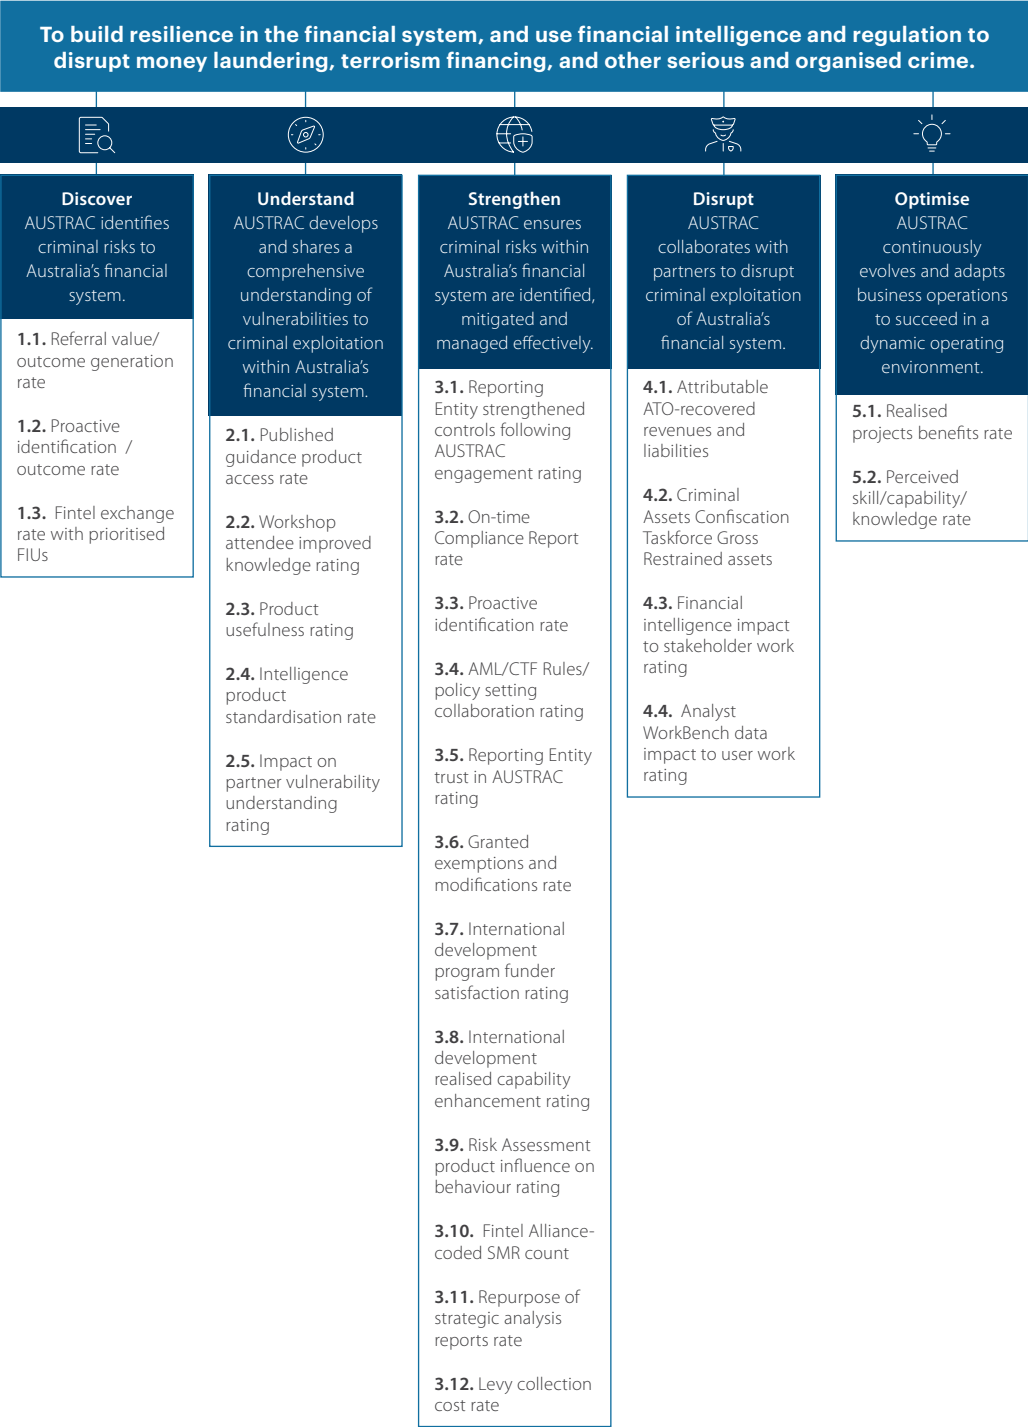 To build resilience in the financial system, and use financial intelligence and regulation to
disrupt money laundering, terrorism financing, and other serious and organised crime.
Discover
AUSTRAC identifies
criminal risks to
Australia’s financial
system.
1.1. Referral value/
outcome generation
rate
1.2. Proactive
identification /
outcome rate
1.3. Fintel exchange
rate with prioritised
FIUs
Understand
AUSTRAC develops
and shares a
comprehensive
understanding of
vulnerabilities to
criminal exploitation
within Australia’s
financial system.
2.1. Published
guidance product
access rate
2.2. Workshop
attendee improved
knowledge rating
2.3. Product
usefulness rating
2.4. Intelligence
product
standardisation rate
2.5. Impact on
partner vulnerability
understanding
rating
Strengthen
AUSTRAC ensures
criminal risks within
Australia’s financial
system are identified,
mitigated and
managed effectively.
3.1. Reporting
Entity strengthened
controls following
AUSTRAC
engagement rating
3.2. On-time
Compliance Report
rate
3.3. Proactive
identification rate
3.4. AML/CTF Rules/
policy setting
collaboration rating
3.5. Reporting Entity
trust in AUSTRAC
rating
3.6. Granted
exemptions and
modifications rate
3.7. International
development
program funder
satisfaction rating
3.8. International
development
realised capability
enhancement rating
3.9. Risk Assessment
product influence on
behaviour rating
3.10. Fintel Alliance-
coded SMR count
3.11. Repurpose of
strategic analysis
reports rate
3.12. Levy collection
cost rate
Disrupt
AUSTRAC
collaborates with
partners to disrupt
criminal exploitation
of Australia’s
financial system.
4.1. Attributable
ATO-recovered
revenues and
liabilities
4.2. Criminal
Assets Confiscation
Taskforce Gross
Restrained assets
4.3. Financial
intelligence impact
to stakeholder work
rating
4.4. Analyst
WorkBench data
impact to user work
rating
Optimise
AUSTRAC
continuously
evolves and adapts
business operations
to succeed in a
dynamic operating
environment.
5.1. Realised
projects benefits rate
5.2. Perceived
skill/capability/
knowledge rate